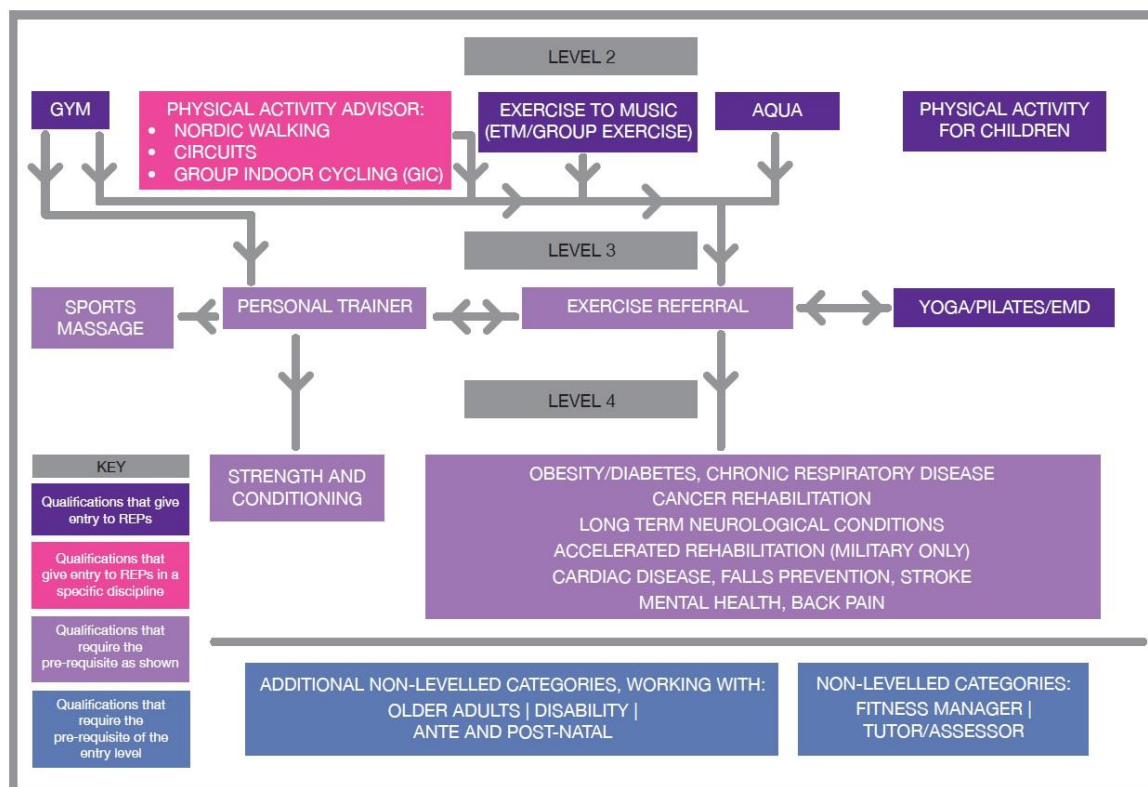 LEVEL 2
GYM
PHYSICAL ACTIVITY ADVISOR:
• NORDIC WALKING
• CIRCUITS
• GROUP INDOOR CYCLING (GIC)
EXERCISE TO MUSIC
(ETM/GROUP EXERCISE)
AQUA
PHYSICAL ACTIVITY
FOR CHILDREN
LEVEL 3
SPORTS
MASSAGE
PERSONAL TRAINER
EXERCISE REFERRAL
YOGA/PILATES/EMD
LEVEL 4
STRENGTH AND
CONDITIONING
OBESITY/DIABETES, CHRONIC RESPIRATORY DISEASE
CANCER REHABILITATION
LONG TERM NEUROLOGICAL CONDITIONS
ACCELERATED REHABILITATION (MILITARY ONLY)
CARDIAC DISEASE, FALLS PREVENTION, STROKE
MENTAL HEALTH, BACK PAIN
KEY
Qualifications that give
entry to REPs
Qualifications that
give entry to REPs in a
specific discipline
Qualifications that
require the
pre-requisite as shown
Qualifications that
require the
pre-requisite of the
entry level
ADDITIONAL NON-LEVELLED CATEGORIES, WORKING WITH:
OLDER ADULTS | DISABILITY |
ANTE AND POST-NATAL
NON-LEVELLED CATEGORIES:
FITNESS MANAGER |
TUTOR/ASSESSOR